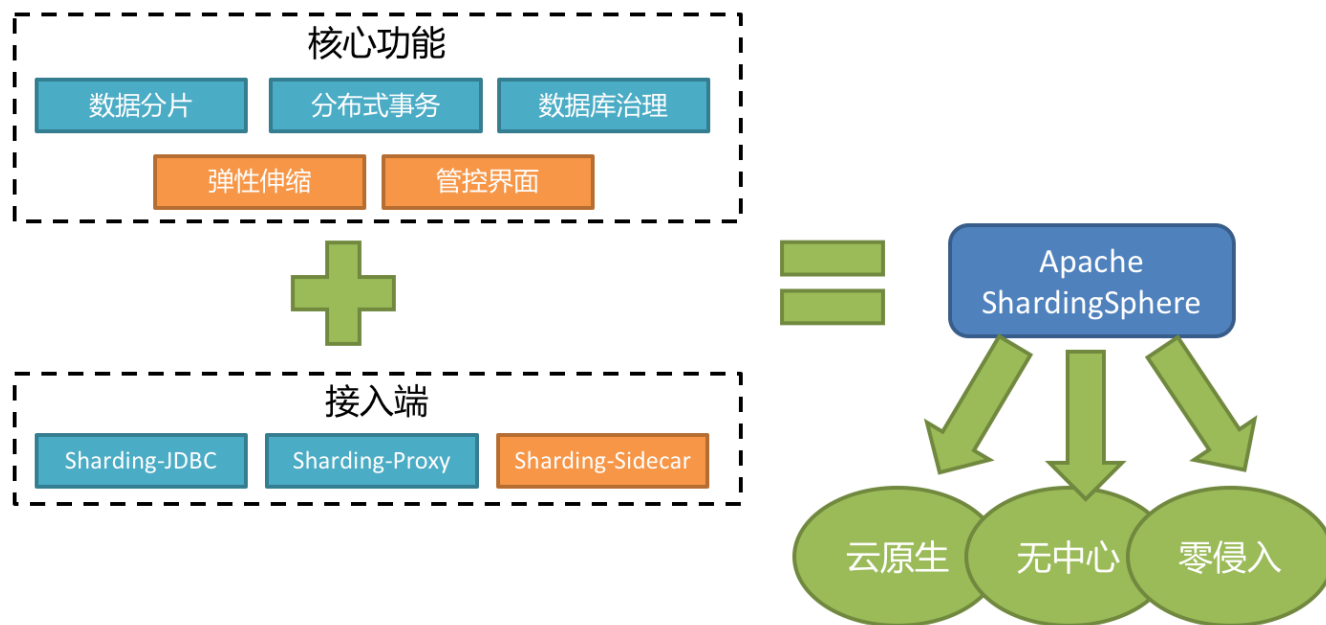 核心功能
数据分片
分布式事务
数据库治理
弹性伸缩
管控界面
接入端
Sharding-JDBC
Sharding-Proxy
Sharding-Sidecar
Apache
ShardingSphere
云原生
无中心
零侵入